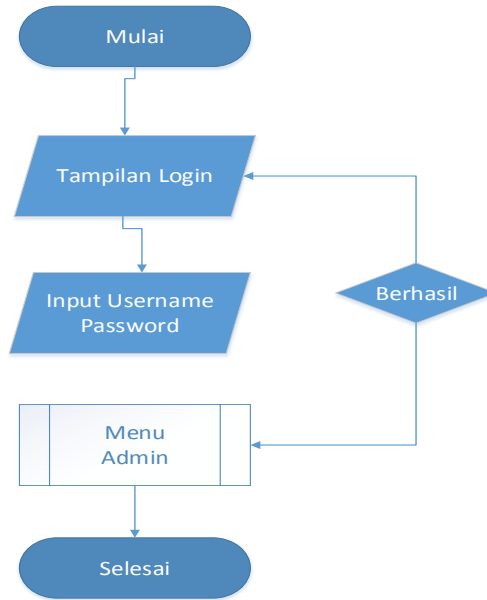 Mulai
Tampilan Login
Input Username
Password
Berhasil
Menu
Admin
Selesai